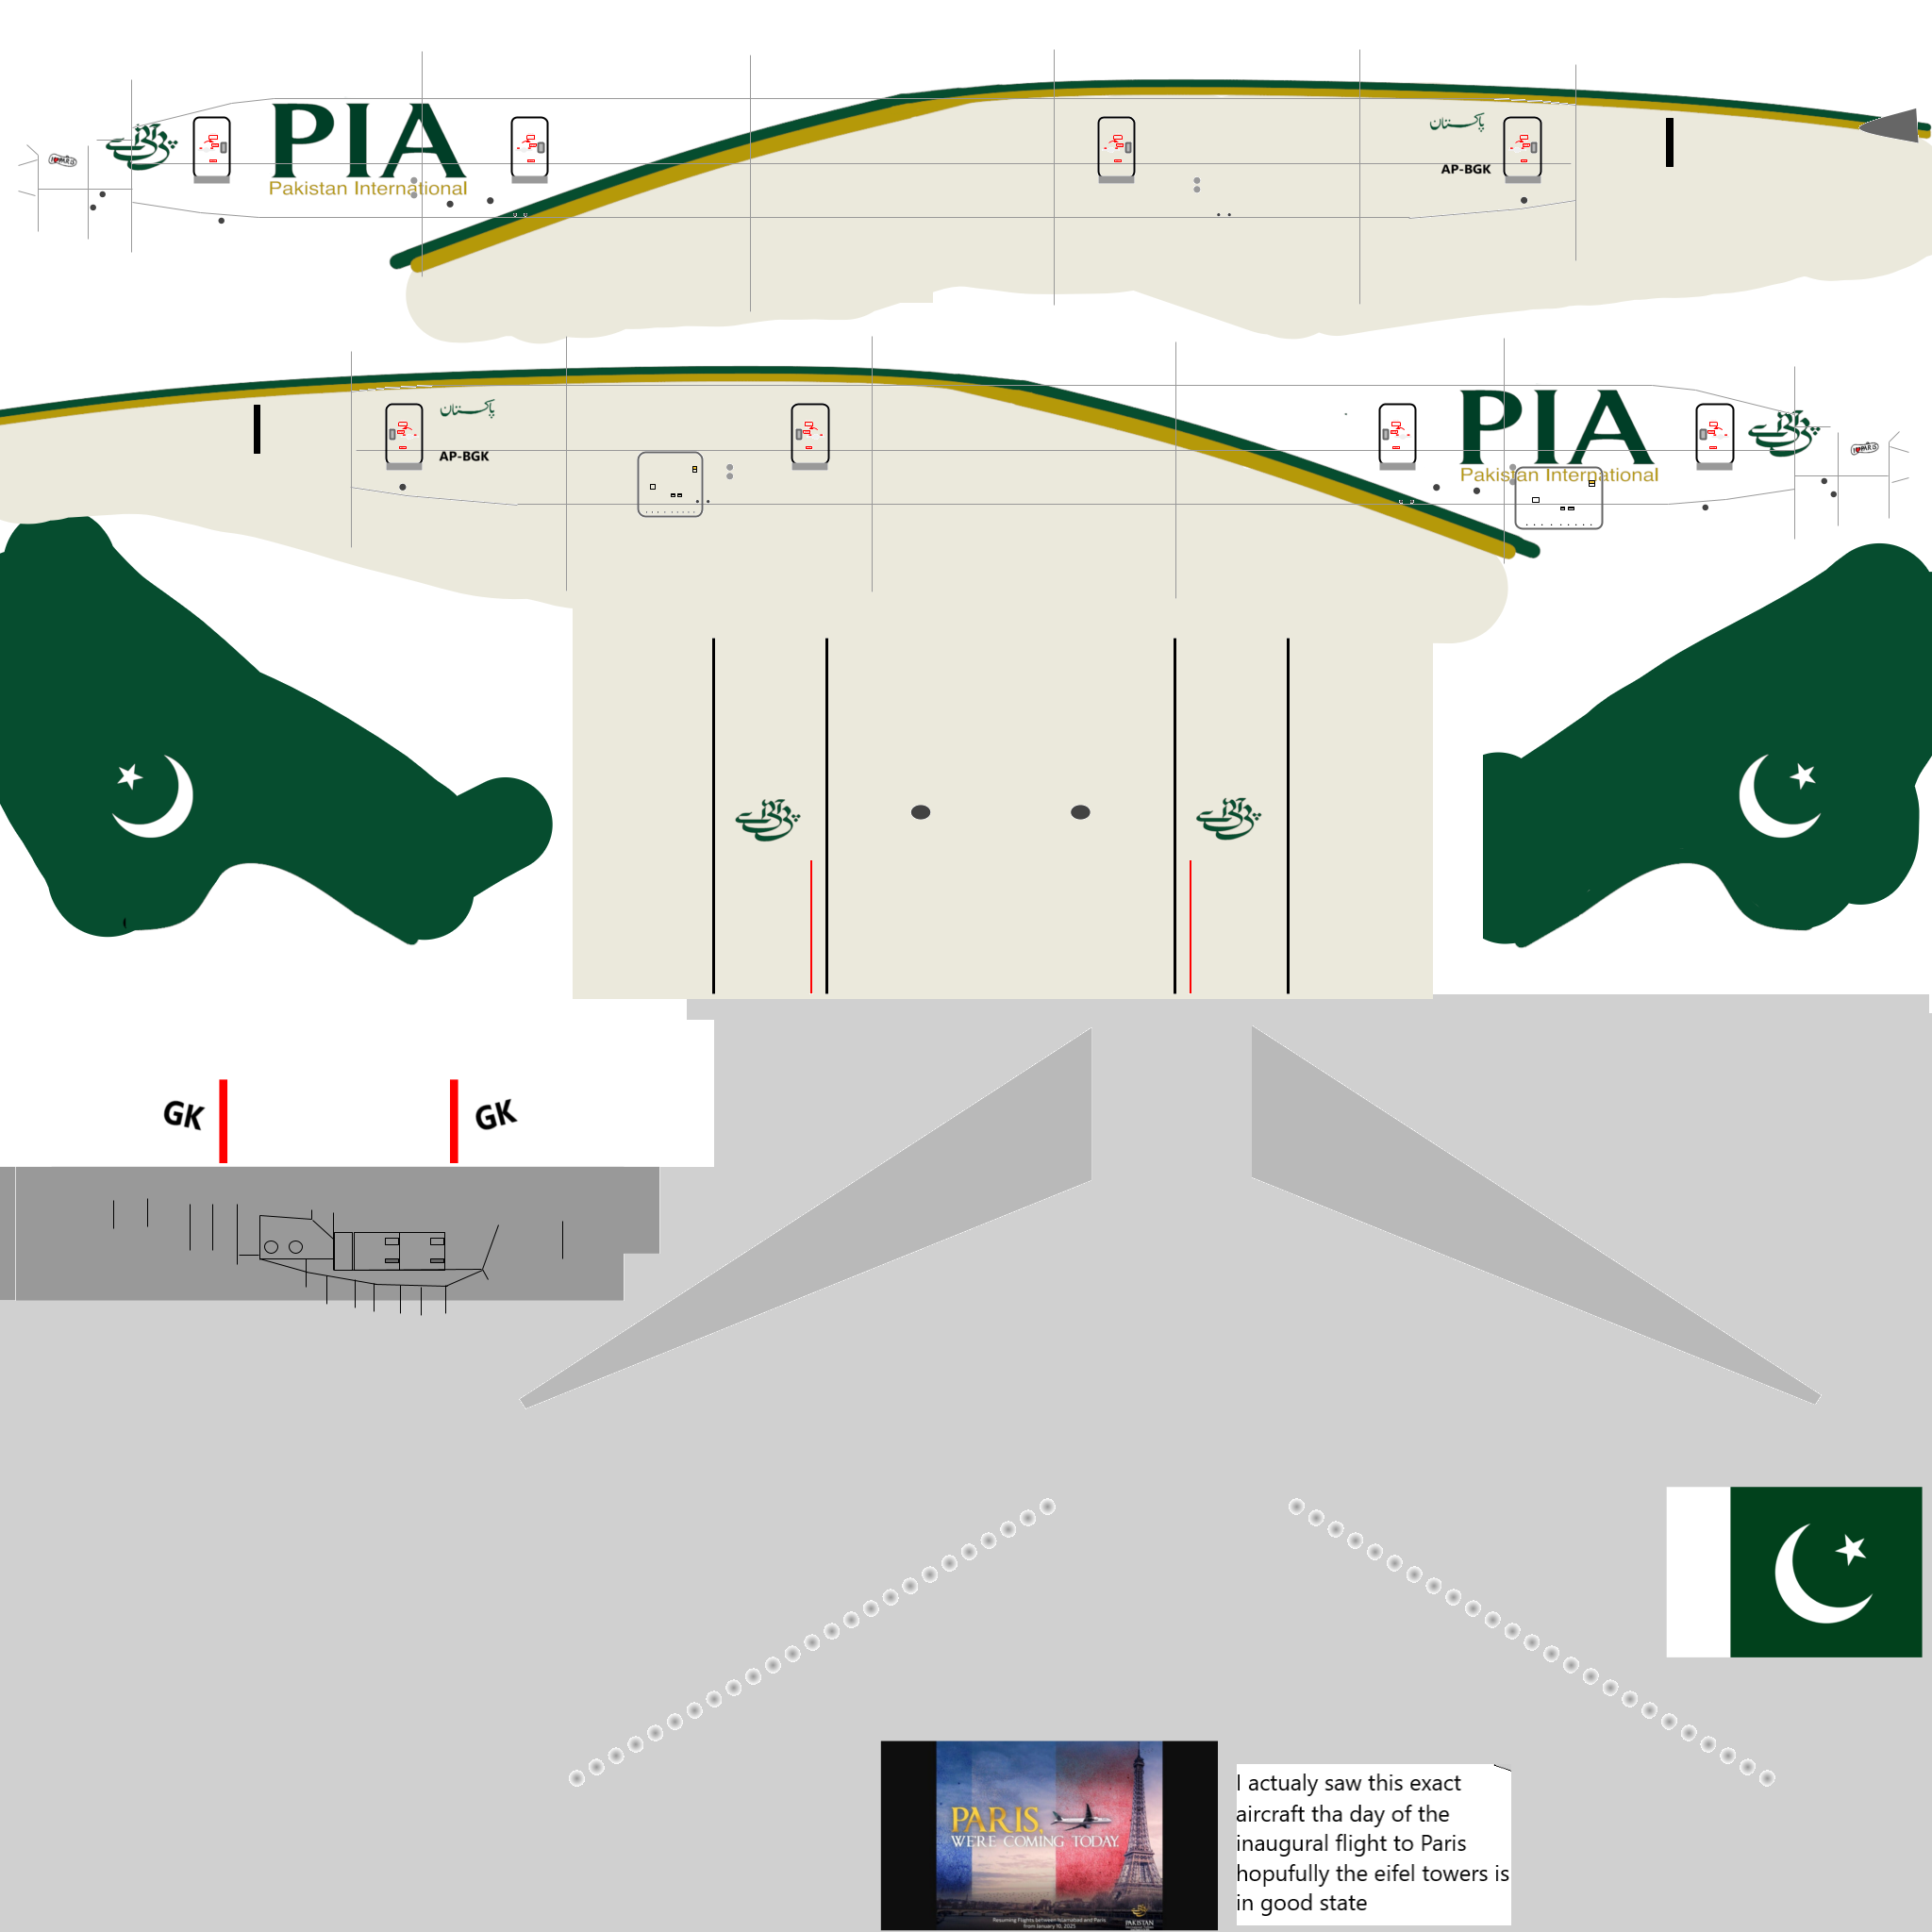 PIA
Pakistan International
پاکستان
AP-BGK
پاکستان
AP-BGK
PIA
Pakistan International
GK
GK
PARIS,
WE'RE COMING TODAY.
Resuming Flights between Islamabad and Paris
from January 10, 2025
PAKISTAN
I actualy saw this exact
aircraft tha day of the
inaugural flight to Paris
hopufully the eifel towers is
in good state